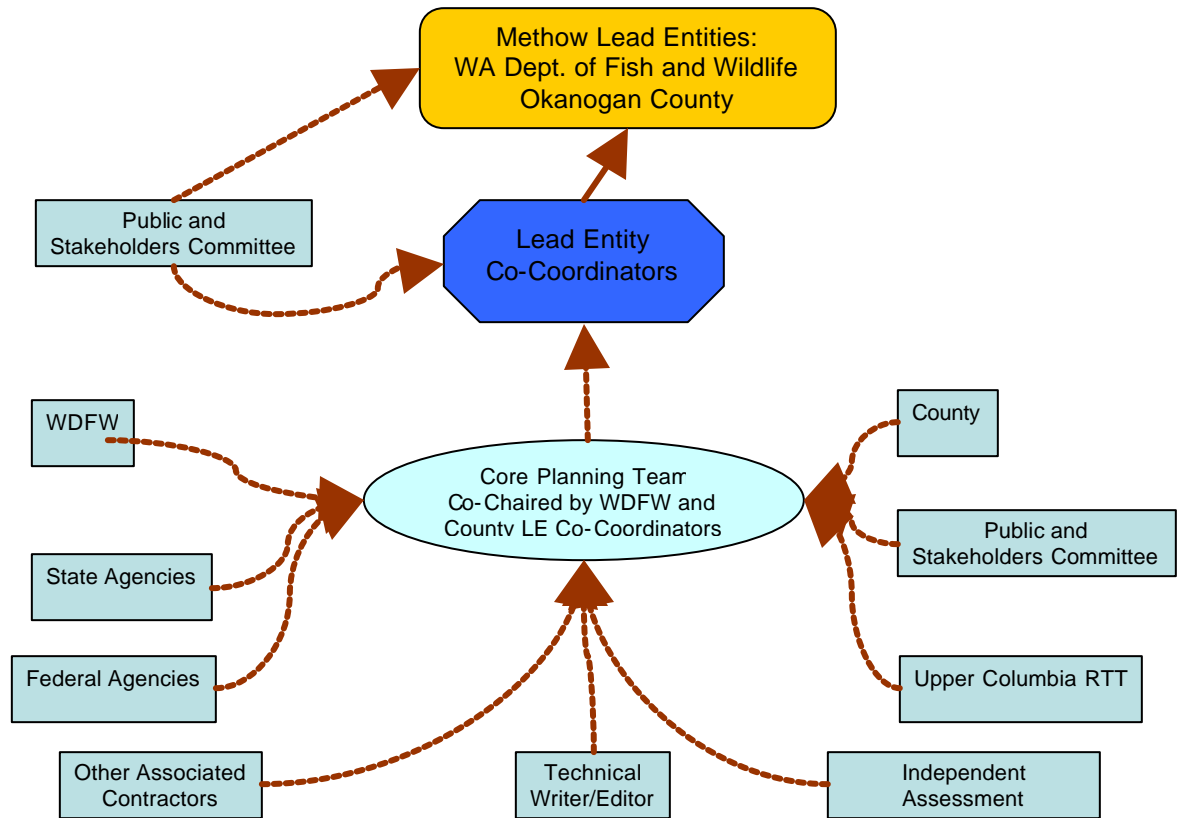 Methow Lead Entities:
WA Dept. of Fish and Wildlife
Okanogan County
Public and
Stakeholders Committee
Lead Entity
Co-Coordinators
WDFW
County
Core Planning Team
Co-Chaired by WDFW and
County LE Co-Coordinators
Public and
Stakeholders Committee
State Agencies
Federal Agencies
Upper Columbia RTT
Other Associated
Contractors
Technical
Writer/Editor
Independent
Assessment